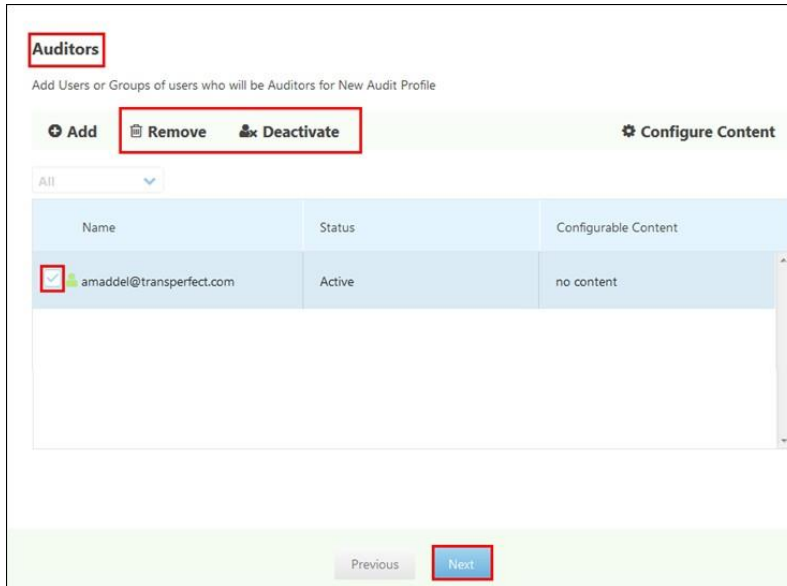 Auditors
Add Users or Groups of users who will be Auditors for New Audit Profile
Add Remove Deactivate Configure Content
All
Name Status Configurable Content
amaddel@transperfect.com Active no content
Previous Next